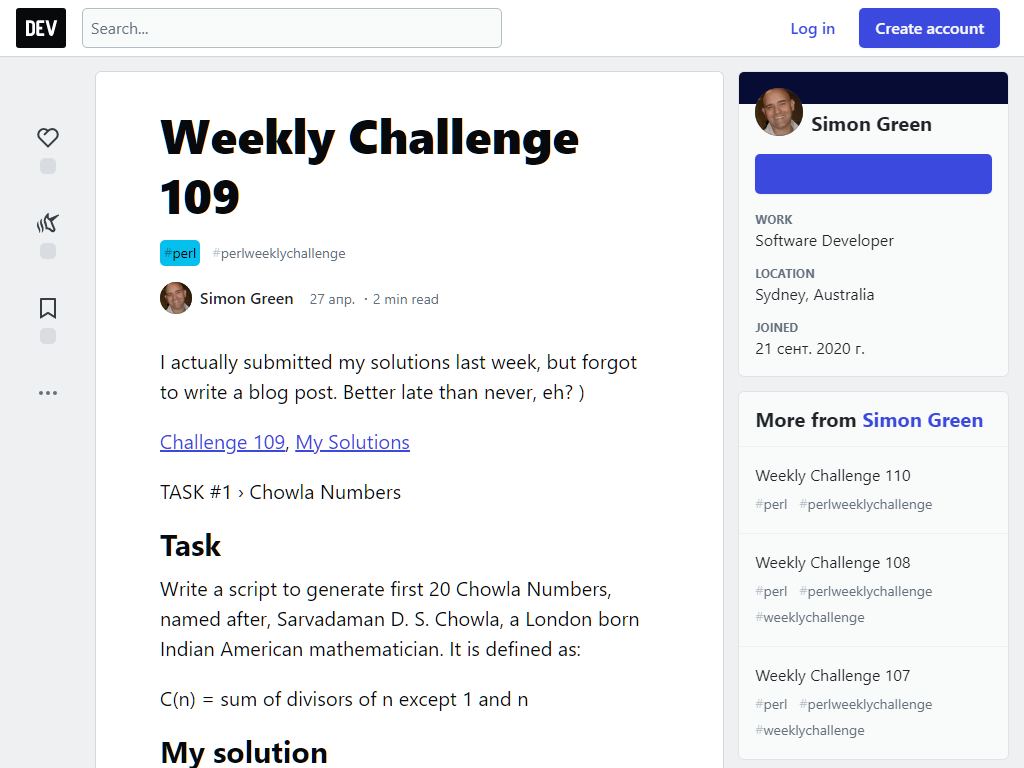 DEV
Search...
Log in
Create account
Weekly Challenge
109
#perl #perlweeklychallenge
Simon Green 27 апр. · 2 min read
I actually submitted my solutions last week, but forgot
to write a blog post. Better late than never, eh? )
Challenge 109, My Solutions
TASK #1 › Chowla Numbers
Task
Write a script to generate first 20 Chowla Numbers,
named after, Sarvadaman D. S. Chowla, a London born
Indian American mathematician. It is defined as:
C(n) = sum of divisors of n except 1 and n
My solution
Simon Green
WORK
Software Developer
LOCATION
Sydney, Australia
JOINED
21 сент. 2020 г.
More from Simon Green
Weekly Challenge 110
#perl #perlweeklychallenge
Weekly Challenge 108
#perl #perlweeklychallenge
#weeklychallenge
Weekly Challenge 107
#perl #perlweeklychallenge
#weeklychallenge